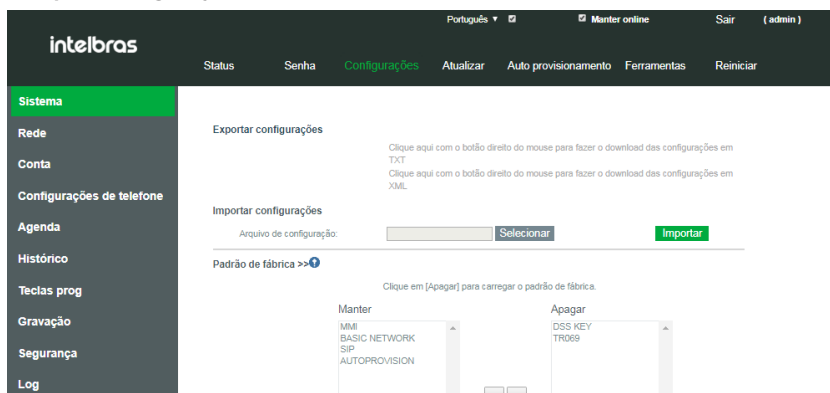 Português
Manter online
Sair
( admin )
intelbras
Status Senha Configurações Atualizar Auto provisionamento Ferramentas Reiniciar
Sistema
Rede
Conta
Configurações de telefone
Agenda
Histórico
Teclas prog
Gravação
Segurança
Log
Exportar configurações
Clique aqui com o botão direito do mouse para fazer o download das configurações em
TXT
Clique aqui com o botão direito do mouse para fazer o download das configurações em
XML
Importar configurações
Arquivo de configuração: Selecionar Importar
Padrão de fábrica >>
Clique em [Apagar] para carregar o padrão de fábrica.
Manter
MMI
BASIC NETWORK
SIP
AUTOPROVISION
Apagar
DSS KEY
TR069